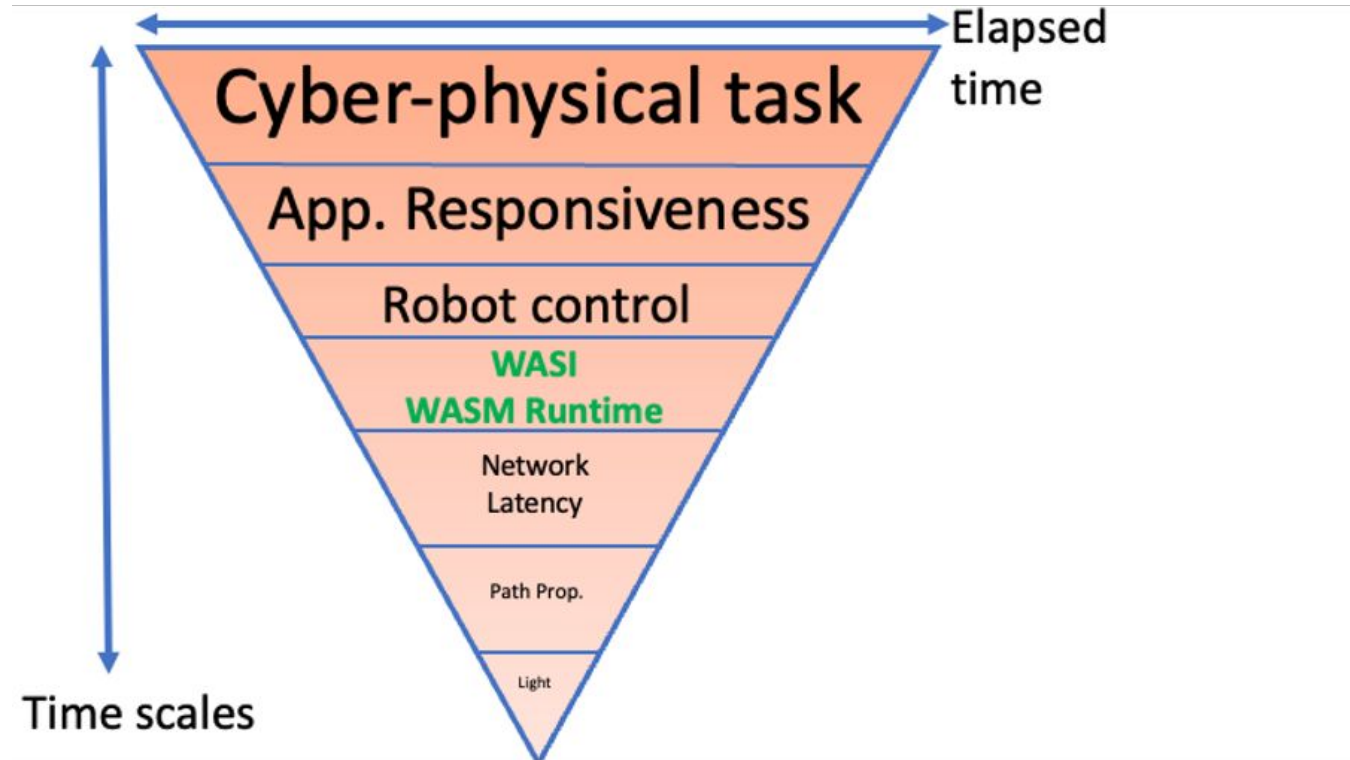 Elapsed
time
Cyber-physical task
App. Responsiveness
Robot control
WASI
WASM Runtime
Network
Latency
Path Prop.
Light
Time scales